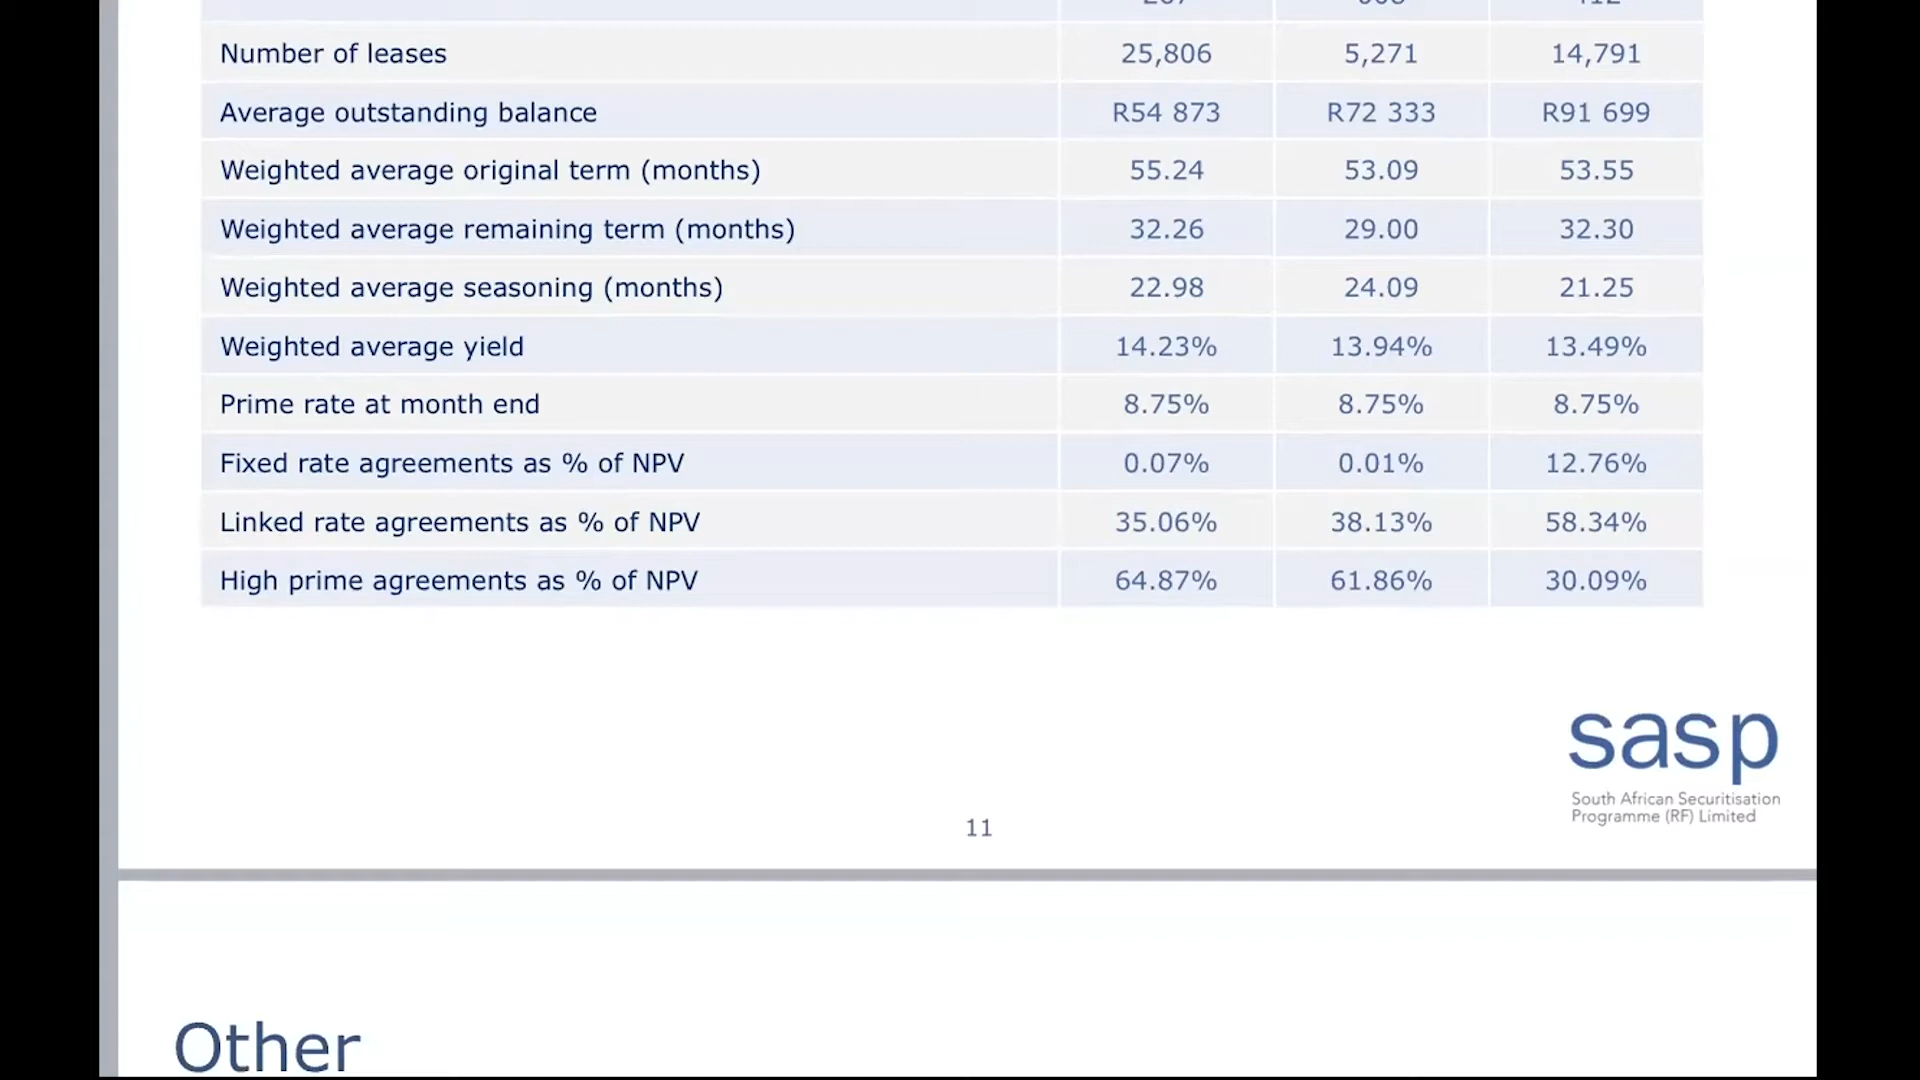 Number of leases 25,806 5,271 14,791
Average outstanding balance R54 873 R72 333 R91 699
Weighted average original term (months) 55.24 53.09 53.55
Weighted average remaining term (months) 32.26 29.00 32.30
Weighted average seasoning (months) 22.98 24.09 21.25
Weighted average yield 14.23% 13.94% 13.49%
Prime rate at month end 8.75% 8.75% 8.75%
Fixed rate agreements as % of NPV 0.07% 0.01% 12.76%
Linked rate agreements as % of NPV 35.06% 38.13% 58.34%
High prime agreements as % of NPV 64.87% 61.86% 30.09%
sasp
South African Securitisation
Programme (RF) Limited
11
Other